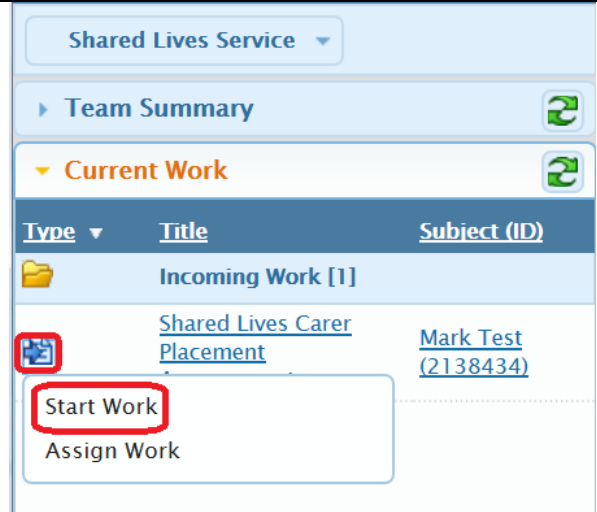 Shared Lives Service
Team Summary
Current Work
Type Title Subject (ID)
Incoming Work [1]
Shared Lives Carer
Placement
Mark Test
(2138434)
Start Work
Assign Work